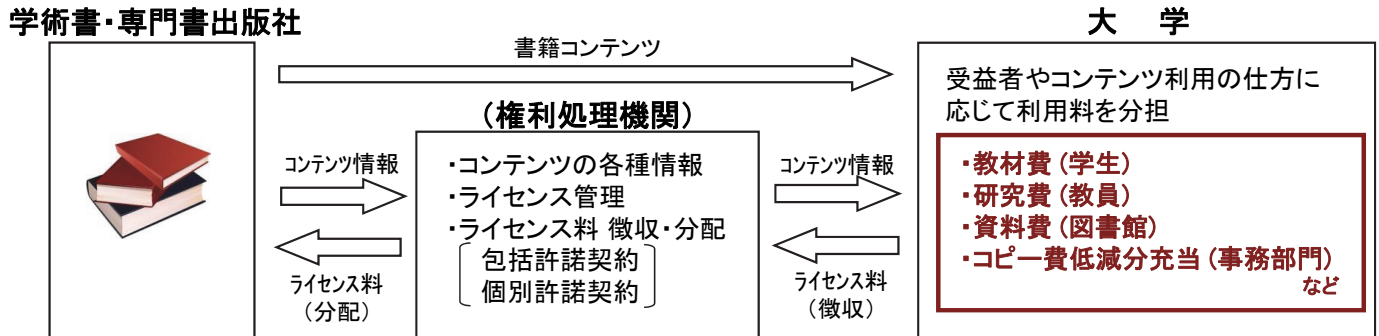 学術書・専門書出版社
大　学
書籍コンテンツ
受益者やコンテンツ利用の仕方に
応じて利用料を分担
(権利処理機関)
コンテンツ情報
・コンテンツの各種情報
・ライセンス管理
・ライセンス料 徴収・分配
包括許諾契約
個別許諾契約
コンテンツ情報
・教材費(学生)
・研究費(教員)
・資料費(図書館)
・コピー費低減分充当(事務部門)
など
ライセンス料
(分配)
ライセンス料
(徴収)